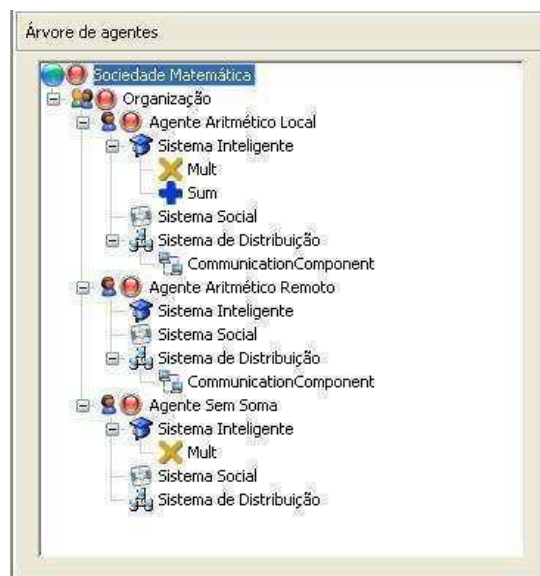 Árvore de agentes
Sociedade Matemática
Organização
Agente Aritmético Local
Sistema Inteligente
Mult
Sum
Sistema Social
Sistema de Distribuição
CommunicationComponent
Agente Aritmético Remoto
Sistema Inteligente
Sistema Social
Sistema de Distribuição
CommunicationComponent
Agente Sem Soma
Sistema Inteligente
Mult
Sistema Social
Sistema de Distribuição